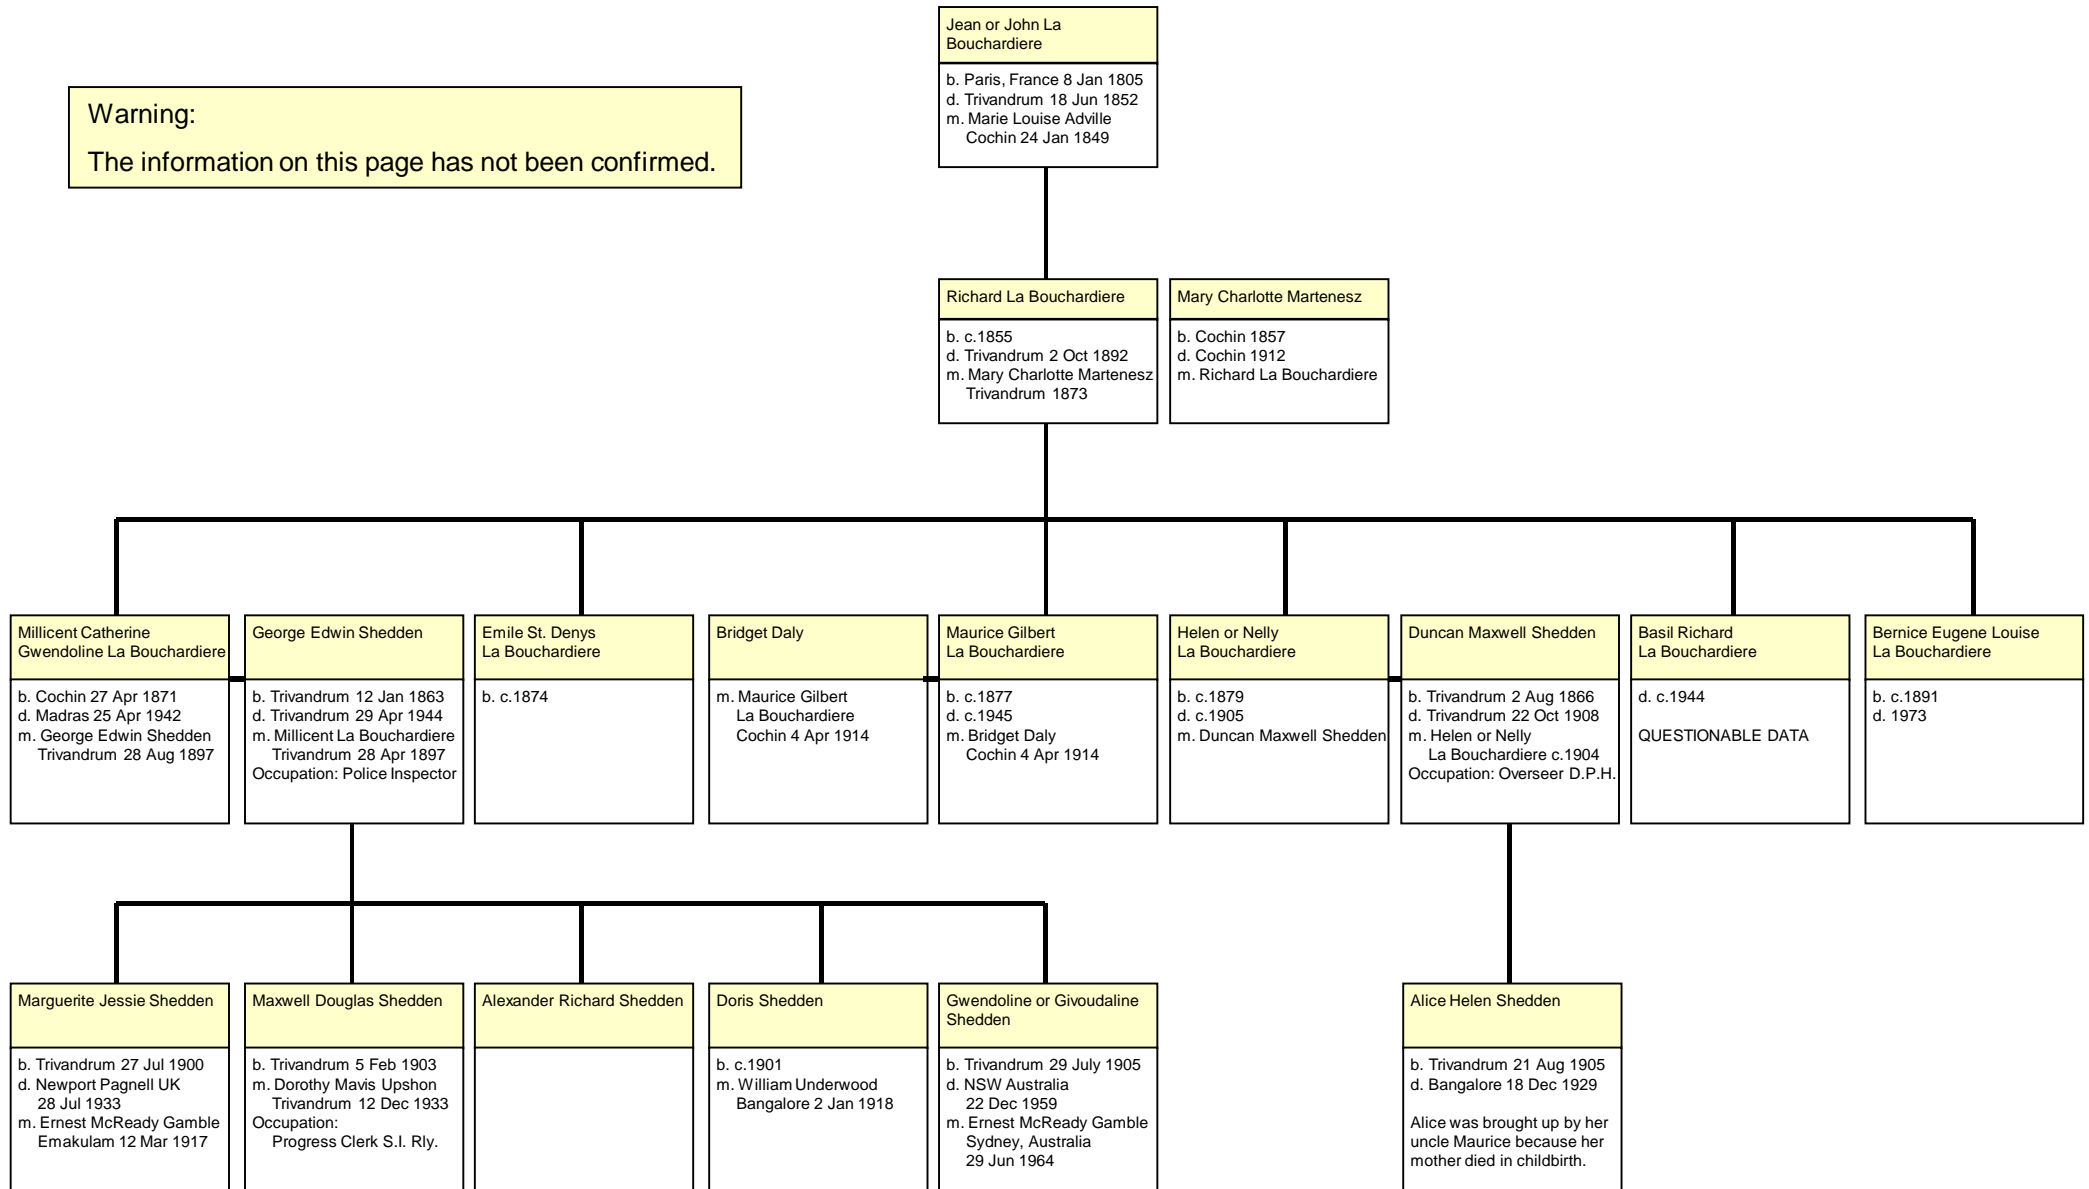 Jean or John La
Bouchardiere
b. Paris, France 8 Jan 1805
d. Trivandrum 18 Jun 1852
m. Marie Louise Adville
Cochin 24 Jan 1849
Warning:
The information on this page has not been confirmed.
Richard La Bouchardiere
b. c.1855
d. Trivandrum 2 Oct 1892
m. Mary Charlotte Martenesz
Trivandrum 1873
Mary Charlotte Martenesz
b. Cochin 1857
d. Cochin 1912
m. Richard La Bouchardiere
Millicent Catherine
Gwendoline La Bouchardiere
b. Cochin 27 Apr 1871
d. Madras 25 Apr 1942
m. George Edwin Shedden
Trivandrum 28 Aug 1897
George Edwin Shedden
b. Trivandrum 12 Jan 1863
d. Trivandrum 29 Apr 1944
m. Millicent La Bouchardiere
Trivandrum 28 Apr 1897
Occupation: Police Inspector
Emile St. Denys
La Bouchardiere
b. c.1874
Bridget Daly
m. Maurice Gilbert
La Bouchardiere
Cochin 4 Apr 1914
Maurice Gilbert
La Bouchardiere
b. c.1877
d. c.1945
m. Bridget Daly
Cochin 4 Apr 1914
Helen or Nelly
La Bouchardiere
b. c.1879
d. c.1905
m. Duncan Maxwell Shedden
Duncan Maxwell Shedden
b. Trivandrum 2 Aug 1866
d. Trivandrum 22 Oct 1908
m. Helen or Nelly
La Bouchardiere c.1904
Occupation: Overseer D.P.H.
Basil Richard
La Bouchardiere
d. c.1944
QUESTIONABLE DATA
Bernice Eugene Louise
La Bouchardiere
b. c.1891
d. 1973
Marguerite Jessie Shedden
b. Trivandrum 27 Jul 1900
d. Newport Pagnell UK
28 Jul 1933
m. Ernest McReady Gamble
Ernakulam 12 Mar 1917
Maxwell Douglas Shedden
b. Trivandrum 5 Feb 1903
m. Dorothy Mavis Upshon
Trivandrum 12 Dec 1933
Occupation:
Progress Clerk S.I. Rly.
Alexander Richard Shedden
Doris Shedden
b. c.1901
m. William Underwood
Bangalore 2 Jan 1918
Gwendoline or Givoudaline
Shedden
b. Trivandrum 29 July 1905
d. NSW Australia
22 Dec 1959
m. Ernest McReady Gamble
Sydney, Australia
29 Jun 1964
Alice Helen Shedden
b. Trivandrum 21 Aug 1905
d. Bangalore 18 Dec 1929
Alice was brought up by her
uncle Maurice because her
mother died in childbirth.